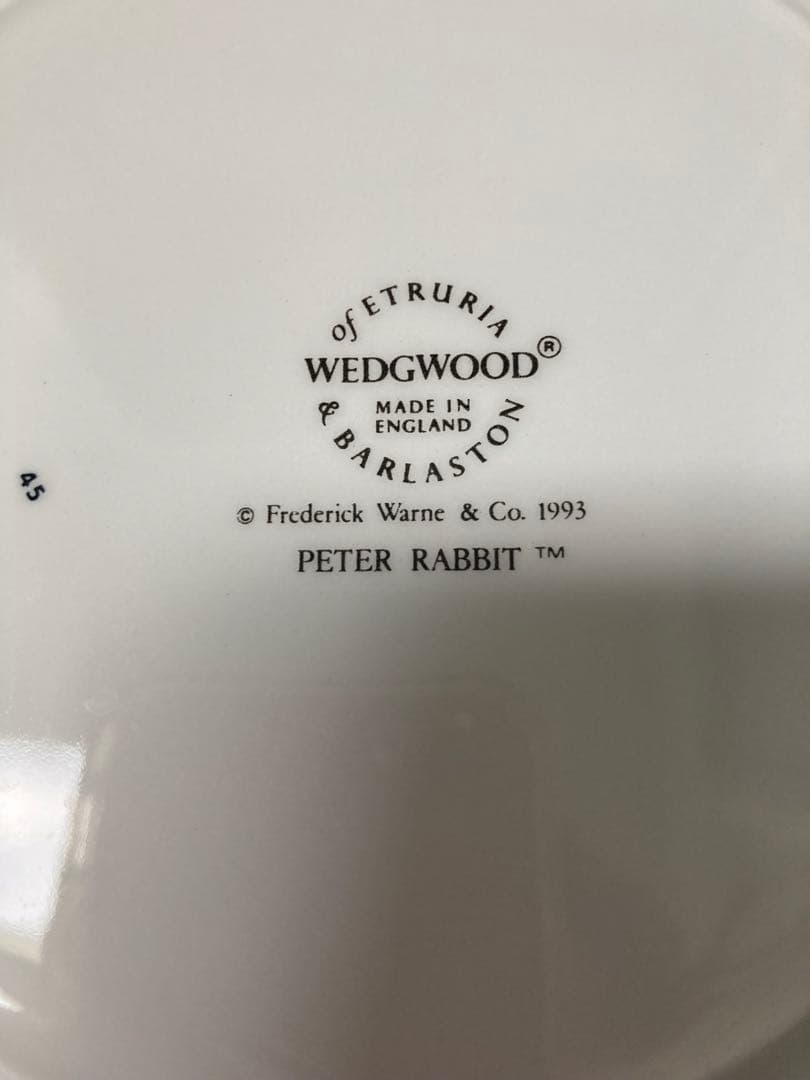 of ETRURIA
WEDGWOOD®
MADE IN
ENGLAND
& BARLASTON
45
© Frederick Warne & Co. 1993
PETER RABBIT ™